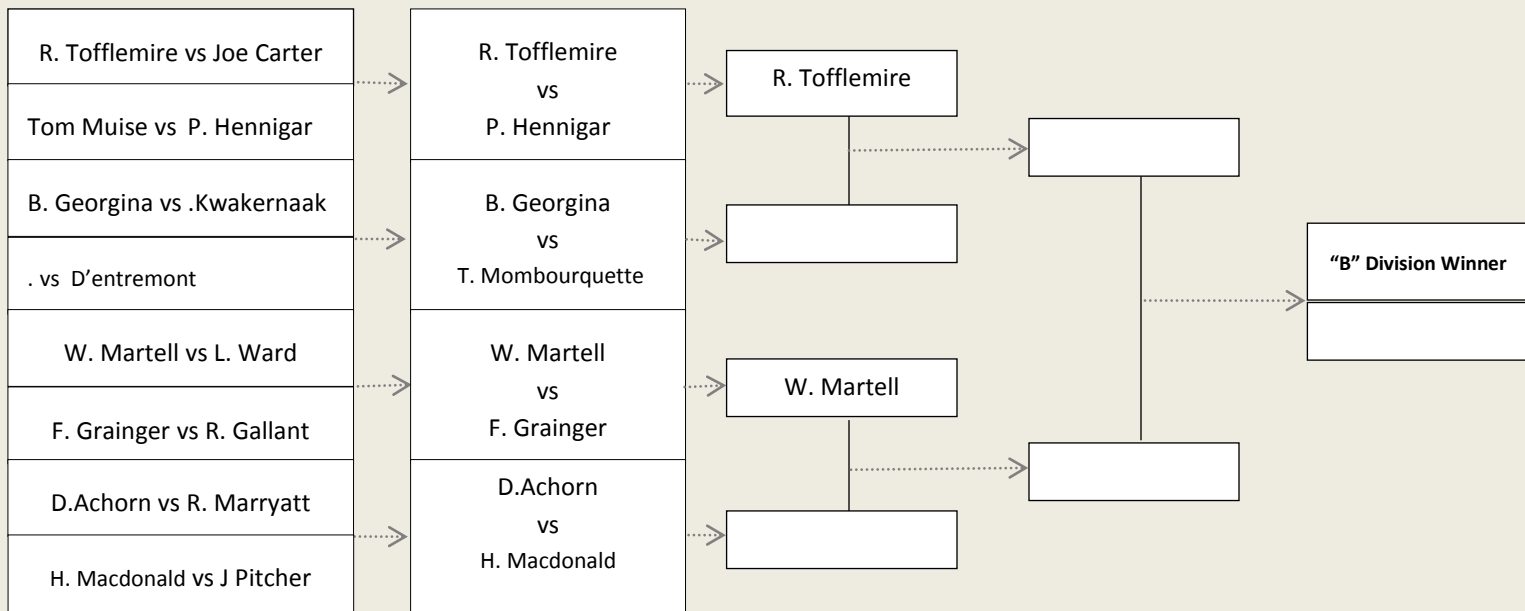 R. Tofflemire vs Joe Carter
Tom Muise vs P. Hennigar
B. Georgina vs .Kwakernaak
. vs D’entremont
W. Martell vs L. Ward
F. Grainger vs R. Gallant
D.Achorn vs R. Marryatt
H. Macdonald vs J Pitcher
R. Tofflemire
vs
P. Hennigar
B. Georgina
vs
T. Mombourquette
W. Martell
vs
F. Grainger
D.Achorn
vs
H. Macdonald
R. Tofflemire
W. Martell
“B” Division Winner